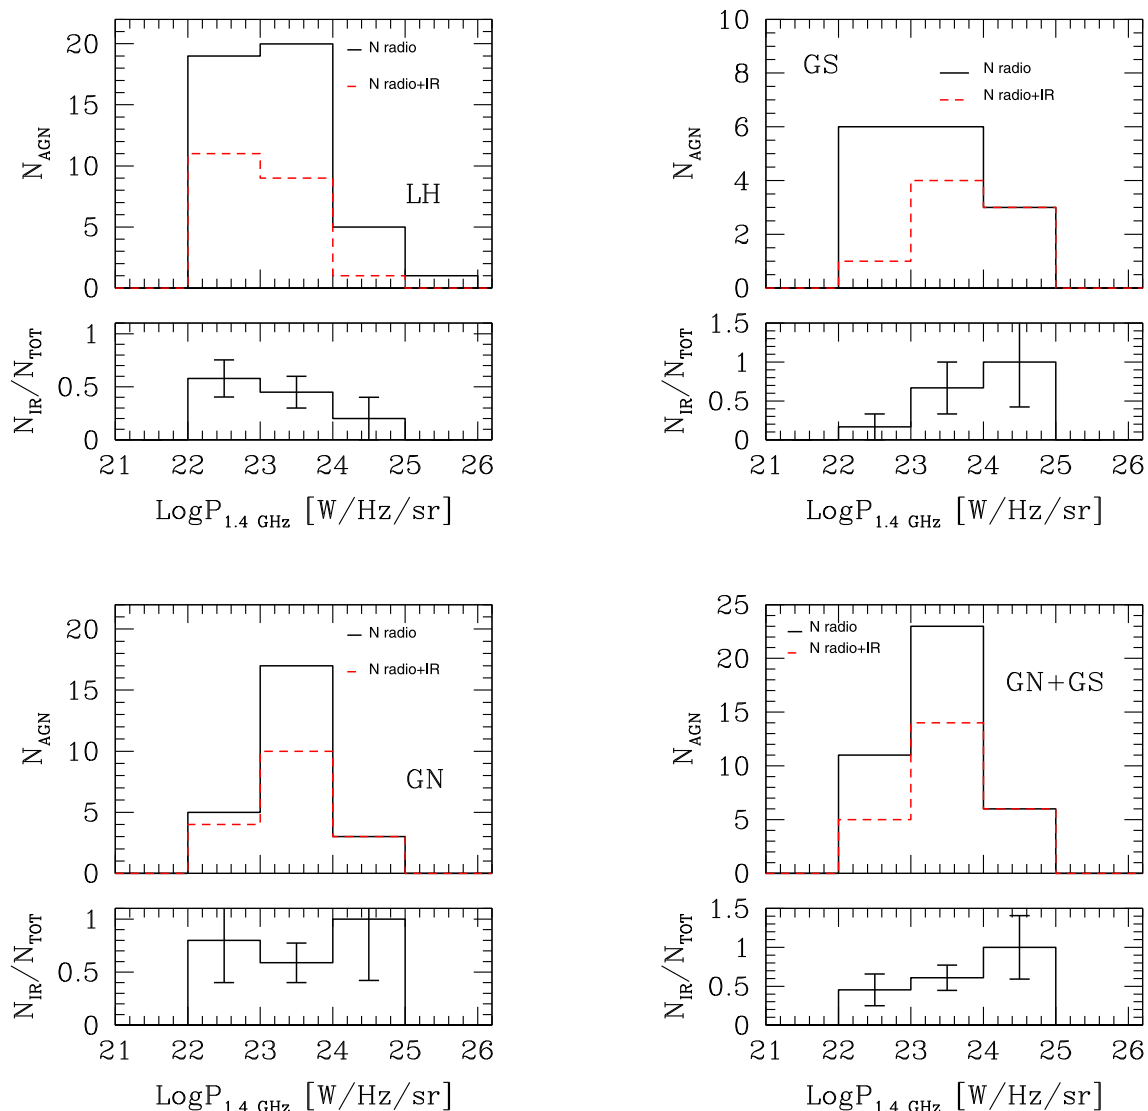 20
15
10
5
0
N_AGN
N radio
N radio+IR
LH
1
0.5
0
N_IR/N_TOT
21 22 23 24 25 26
LogP_1.4 GHz [W/Hz/sr]
10
8
6
4
2
0
N_AGN
GS
N radio
N radio+IR
1.5
1
0.5
0
N_IR/N_TOT
21 22 23 24 25 26
LogP_1.4 GHz [W/Hz/sr]
20
15
10
5
0
N_AGN
N radio
N radio+IR
GN
1
0.5
0
N_IR/N_TOT
21 22 23 24 25 26
LogP_1.4 GHz [W/Hz/sr]
25
20
15
10
5
0
N_AGN
N radio
N radio+IR
GN+GS
1.5
1
0.5
0
N_IR/N_TOT
21 22 23 24 25 26
LogP_1.4 GHz [W/Hz/sr]